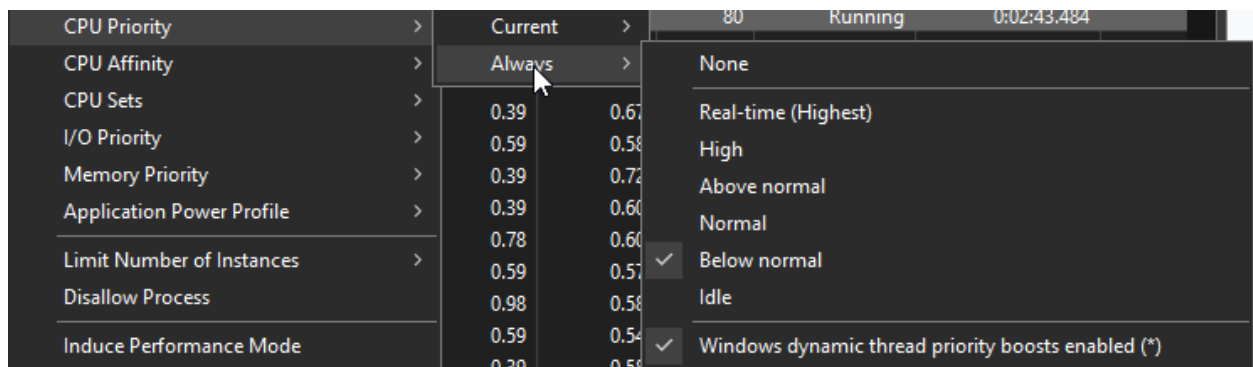 CPU Priority
CPU Affinity
CPU Sets
I/O Priority
Memory Priority
Application Power Profile
Limit Number of Instances
Disallow Process
Induce Performance Mode
Current
Always
80 Running 0:02:43.484
0.39
0.59
0.39
0.39
0.78
0.59
0.98
0.59
None
Real-time (Highest)
High
Above normal
Normal
Below normal
Idle
Windows dynamic thread priority boosts enabled (*)